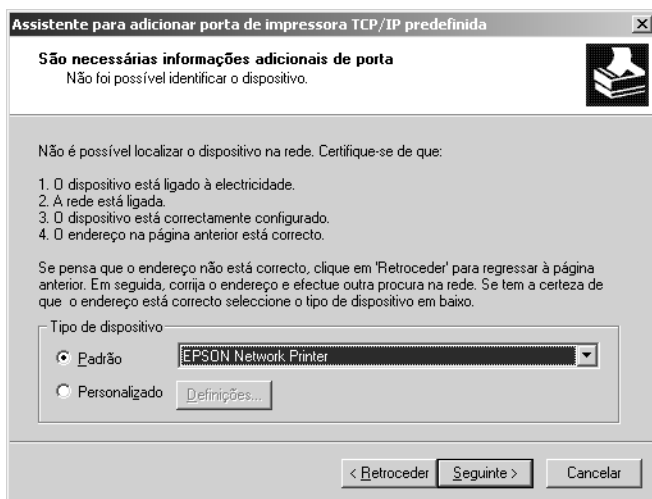 Assistente para adicionar porta de impressora TCP/IP predefinida
São necessárias informações adicionais de porta
Não foi possível identificar o dispositivo.
Não é possível localizar o dispositivo na rede. Certifique-se de que:
1. O dispositivo está ligado à electricidade.
2. A rede está ligada.
3. O dispositivo está correctamente configurado.
4. O endereço na página anterior está correcto.
Se pensa que o endereço não está correcto, clique em 'Retroceder' para regressar à página
anterior. Em seguida, corrija o endereço e efectue outra procura na rede. Se tem a certeza de
que o endereço está correcto seleccione o tipo de dispositivo em baixo.
Tipo de dispositivo
Padrão EPSON Network Printer
Personalizado Definições...
< Retroceder Seguinte > Cancelar